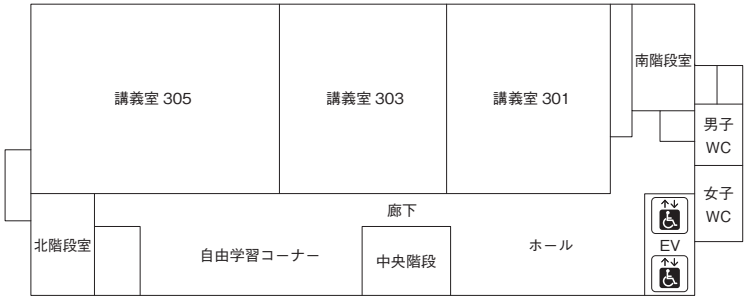 講義室 305
講義室 303
講義室 301
南階段室
男子
WC
女子
WC
廊下
北階段室
自由学習コーナー
中央階段
ホール
EV